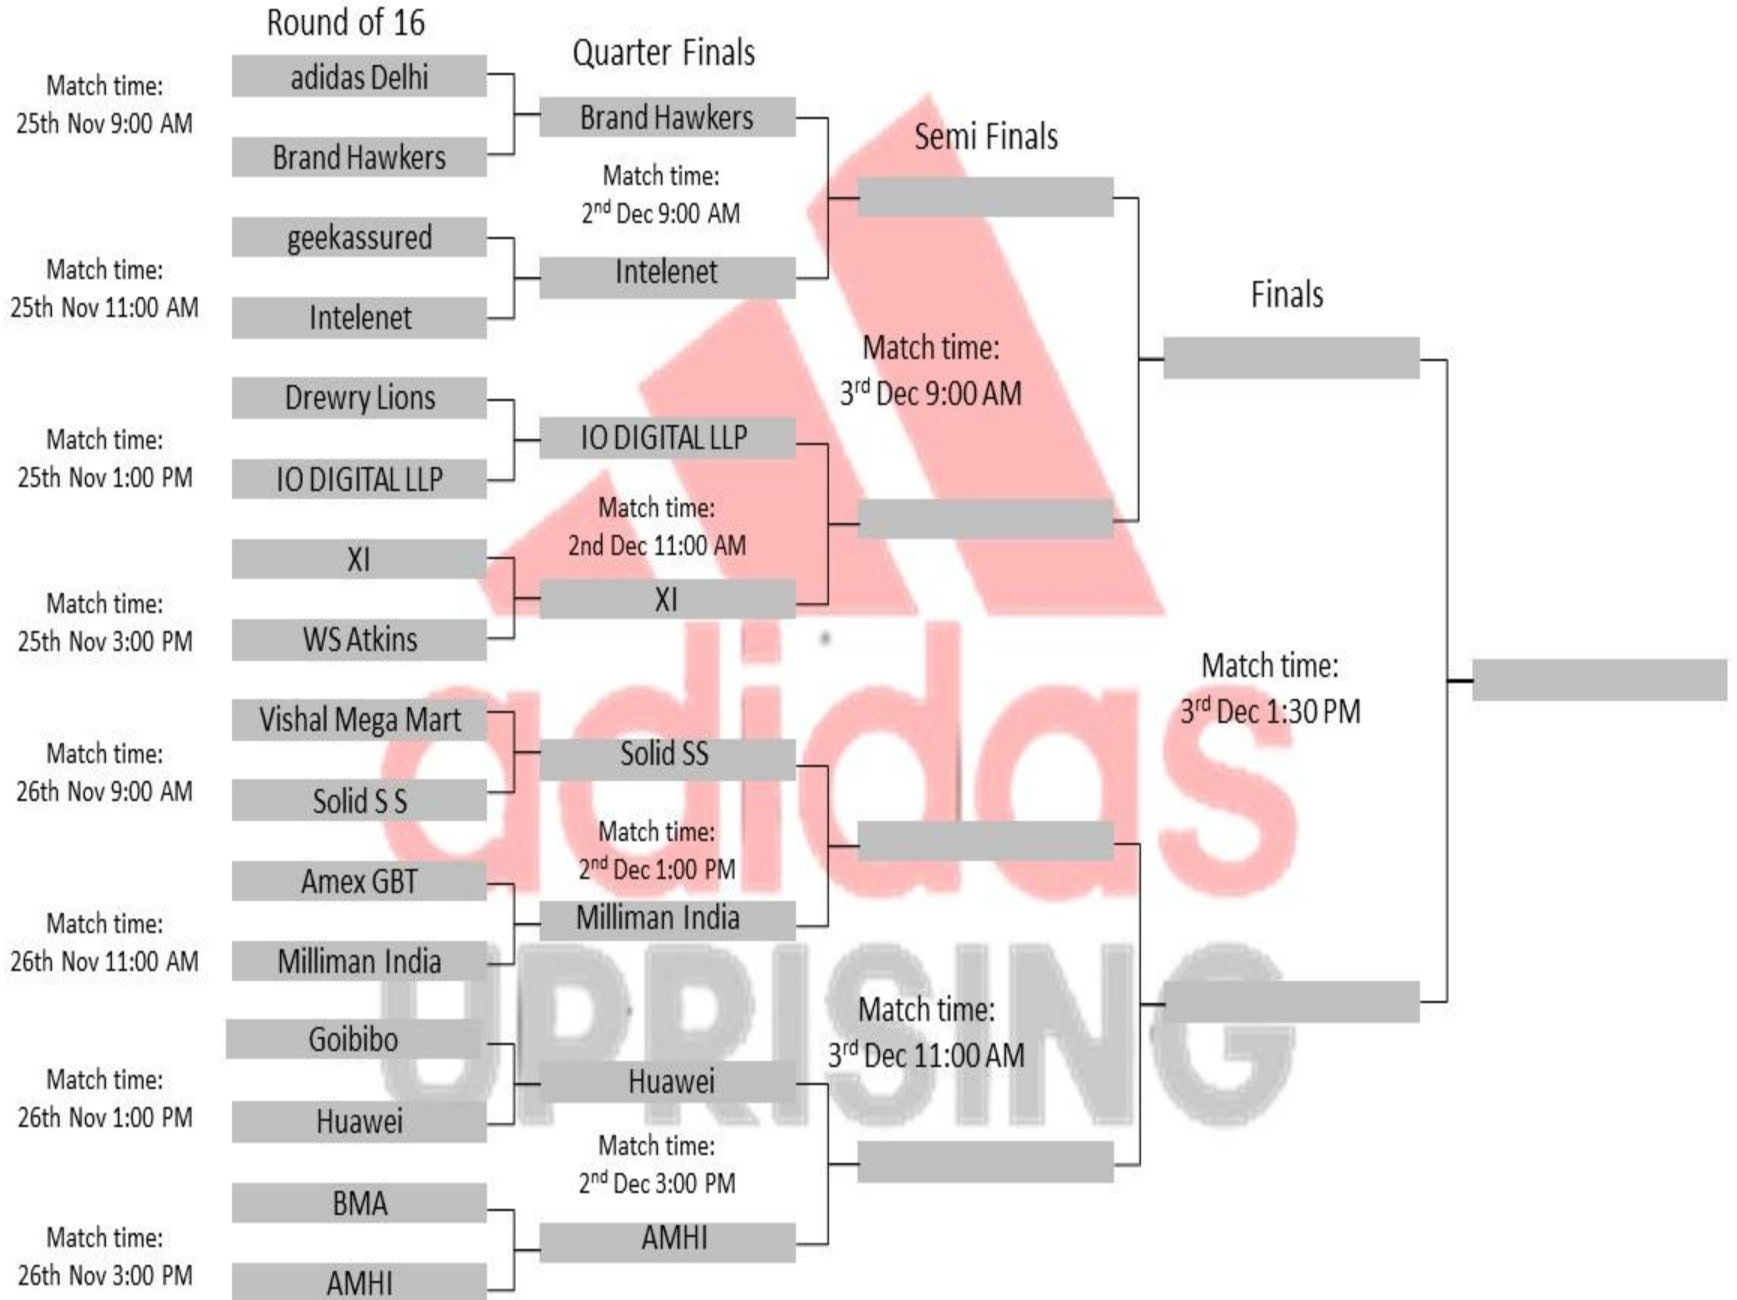 Round of 16
Quarter Finals
Semi Finals
Finals
Match time:
25th Nov 9:00 AM
adidas Delhi
Brand Hawkers
Match time:
25th Nov 11:00 AM
geekassured
Intelenet
Match time:
25th Nov 1:00 PM
Drewry Lions
IO DIGITAL LLP
Match time:
25th Nov 3:00 PM
XI
WS Atkins
Match time:
26th Nov 9:00 AM
Vishal Mega Mart
Solid S S
Match time:
26th Nov 11:00 AM
Amex GBT
Milliman India
Match time:
26th Nov 1:00 PM
Goibibo
Huawei
Match time:
26th Nov 3:00 PM
BMA
AMHI
Brand Hawkers
Match time:
2nd Dec 9:00 AM
Intelenet
IO DIGITAL LLP
Match time:
2nd Dec 11:00 AM
XI
Solid SS
Match time:
2nd Dec 1:00 PM
Milliman India
Huawei
Match time:
2nd Dec 3:00 PM
AMHI
Match time:
3rd Dec 9:00 AM
Match time:
3rd Dec 11:00 AM
Match time:
3rd Dec 1:30 PM
adidas
UPRISING